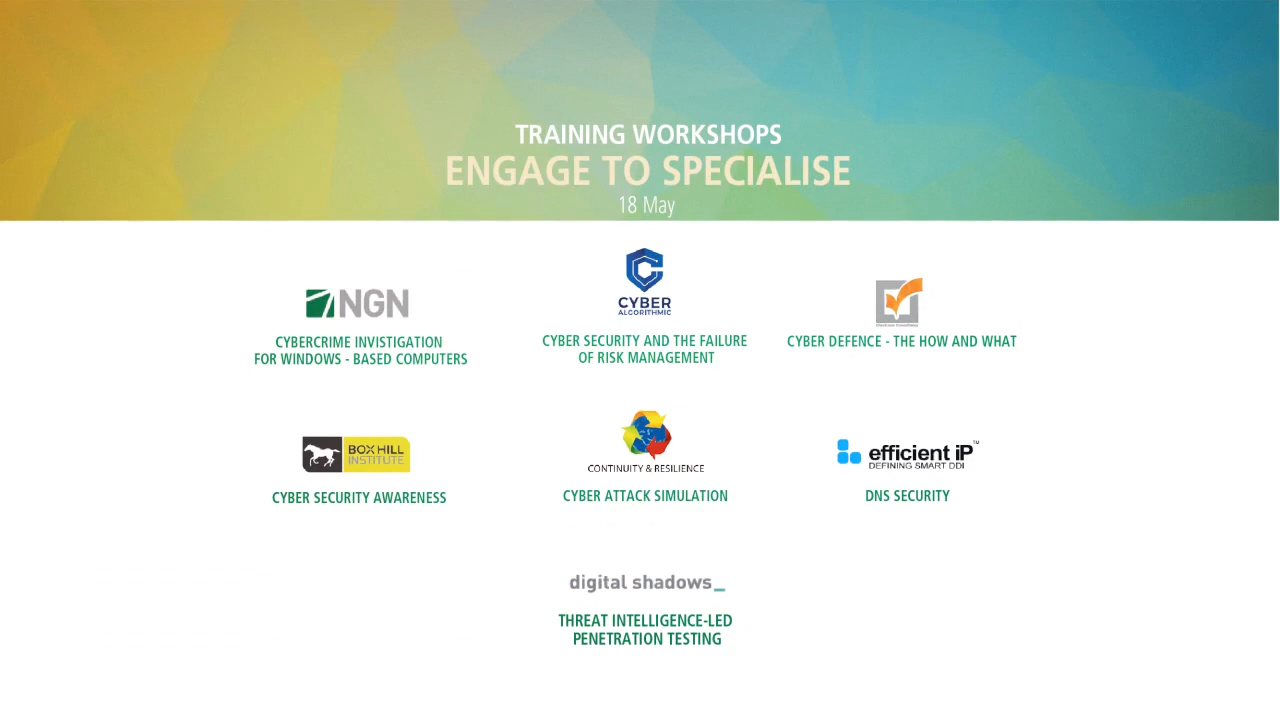 TRAINING WORKSHOPS
ENGAGE TO SPECIALISE
18 May
NGN
CYBERCRIME INVISTIGATION
FOR WINDOWS - BASED COMPUTERS
CYBER
ALGORITHMIC
CYBER SECURITY AND THE FAILURE
OF RISK MANAGEMENT
CYBER DEFENCE - THE HOW AND WHAT
BOX HILL
INSTITUTE
CYBER SECURITY AWARENESS
CONTINUITY & RESILIENCE
CYBER ATTACK SIMULATION
efficient iP™
DEFINING SMART DDI
DNS SECURITY
digital shadows_
THREAT INTELLIGENCE-LED
PENETRATION TESTING